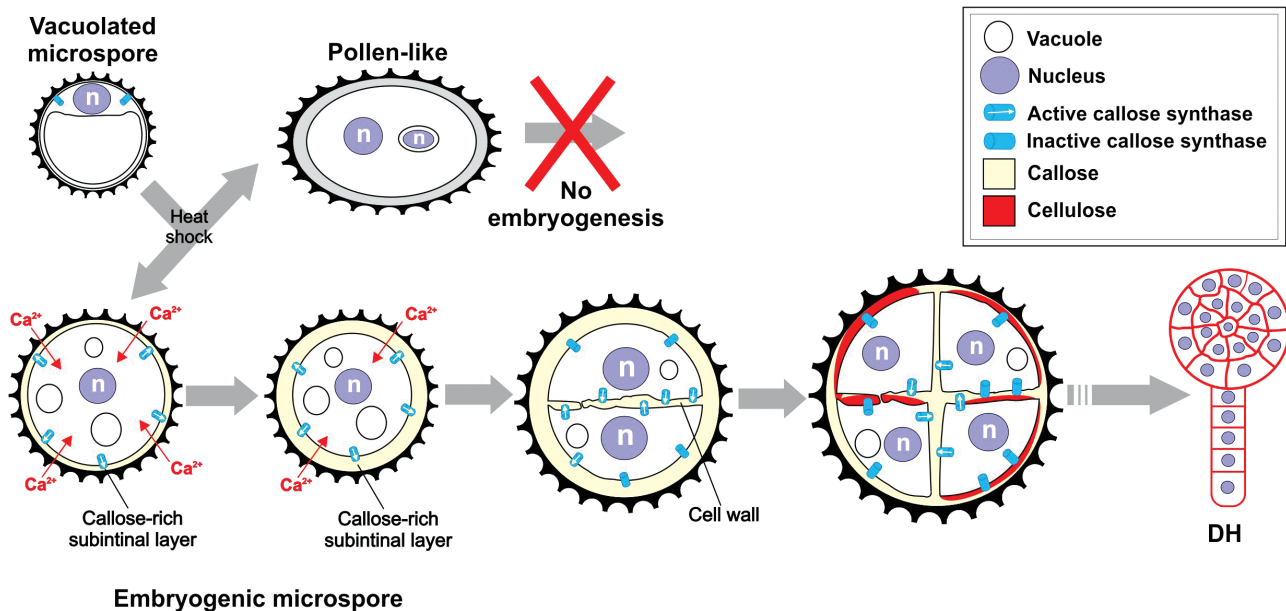 Vacuolated
microspore
n
Pollen-like
n
n
No
embryogenesis
Heat
shock
Vacuole
n
Nucleus
Active callose synthase
Inactive callose synthase
Callose
Cellulose
Ca²⁺
Ca²⁺
n
Ca²⁺
Ca²⁺
Callose-rich
subintinal layer
Ca²⁺
n
Ca²⁺
Callose-rich
subintinal layer
n
n
Cell wall
n
n
n
n
DH
Embryogenic microspore